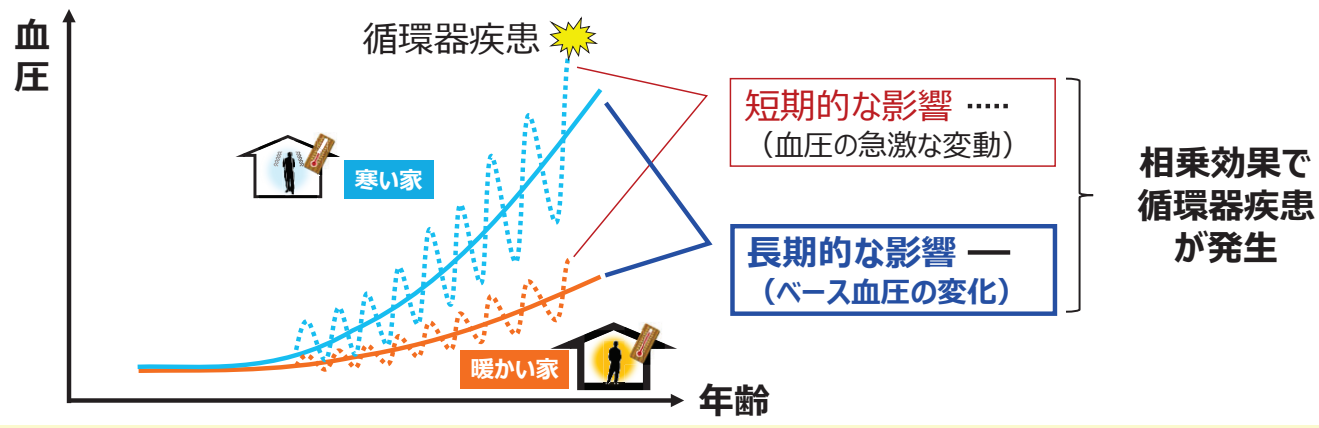 血
圧
循環器疾患
寒い家
暖かい家
年齢
短期的な影響 ‥‥‥
（血圧の急激な変動）
長期的な影響 ―
（ベース血圧の変化）
相乗効果で
循環器疾患
が発生